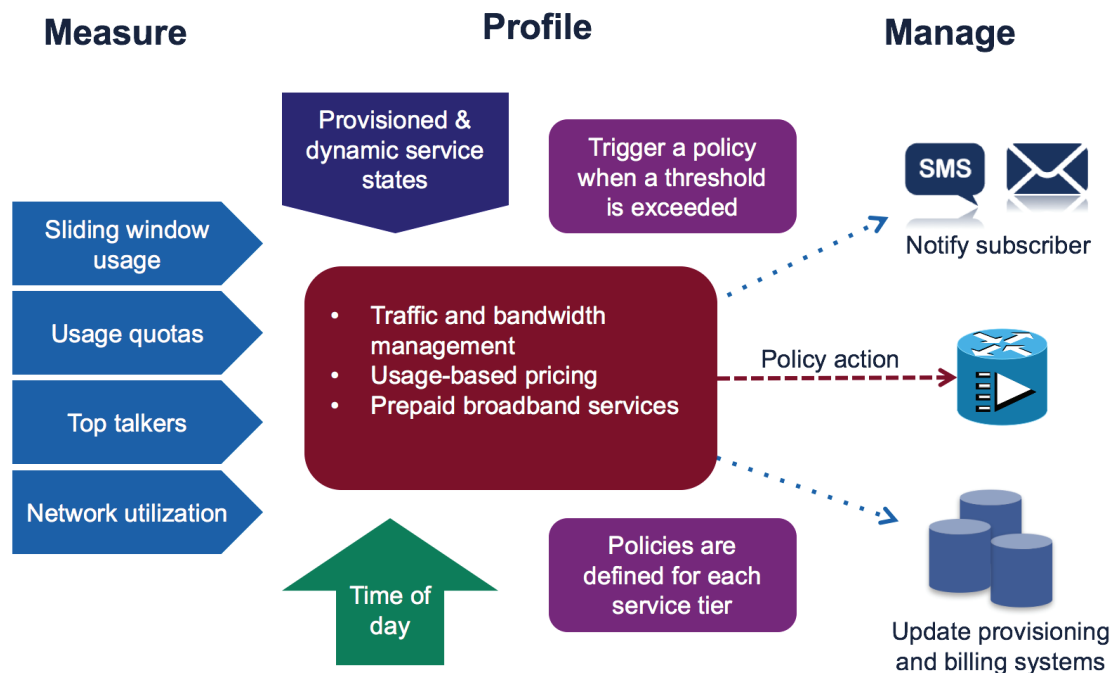 Measure
Profile
Manage
Provisioned &
dynamic service
states
Trigger a policy
when a threshold
is exceeded
SMS
Notify subscriber
Sliding window
usage
Usage quotas
Top talkers
Network utilization
• Traffic and bandwidth
management
• Usage-based pricing
• Prepaid broadband services
Policy action
Time of
day
Policies are
defined for each
service tier
Update provisioning
and billing systems